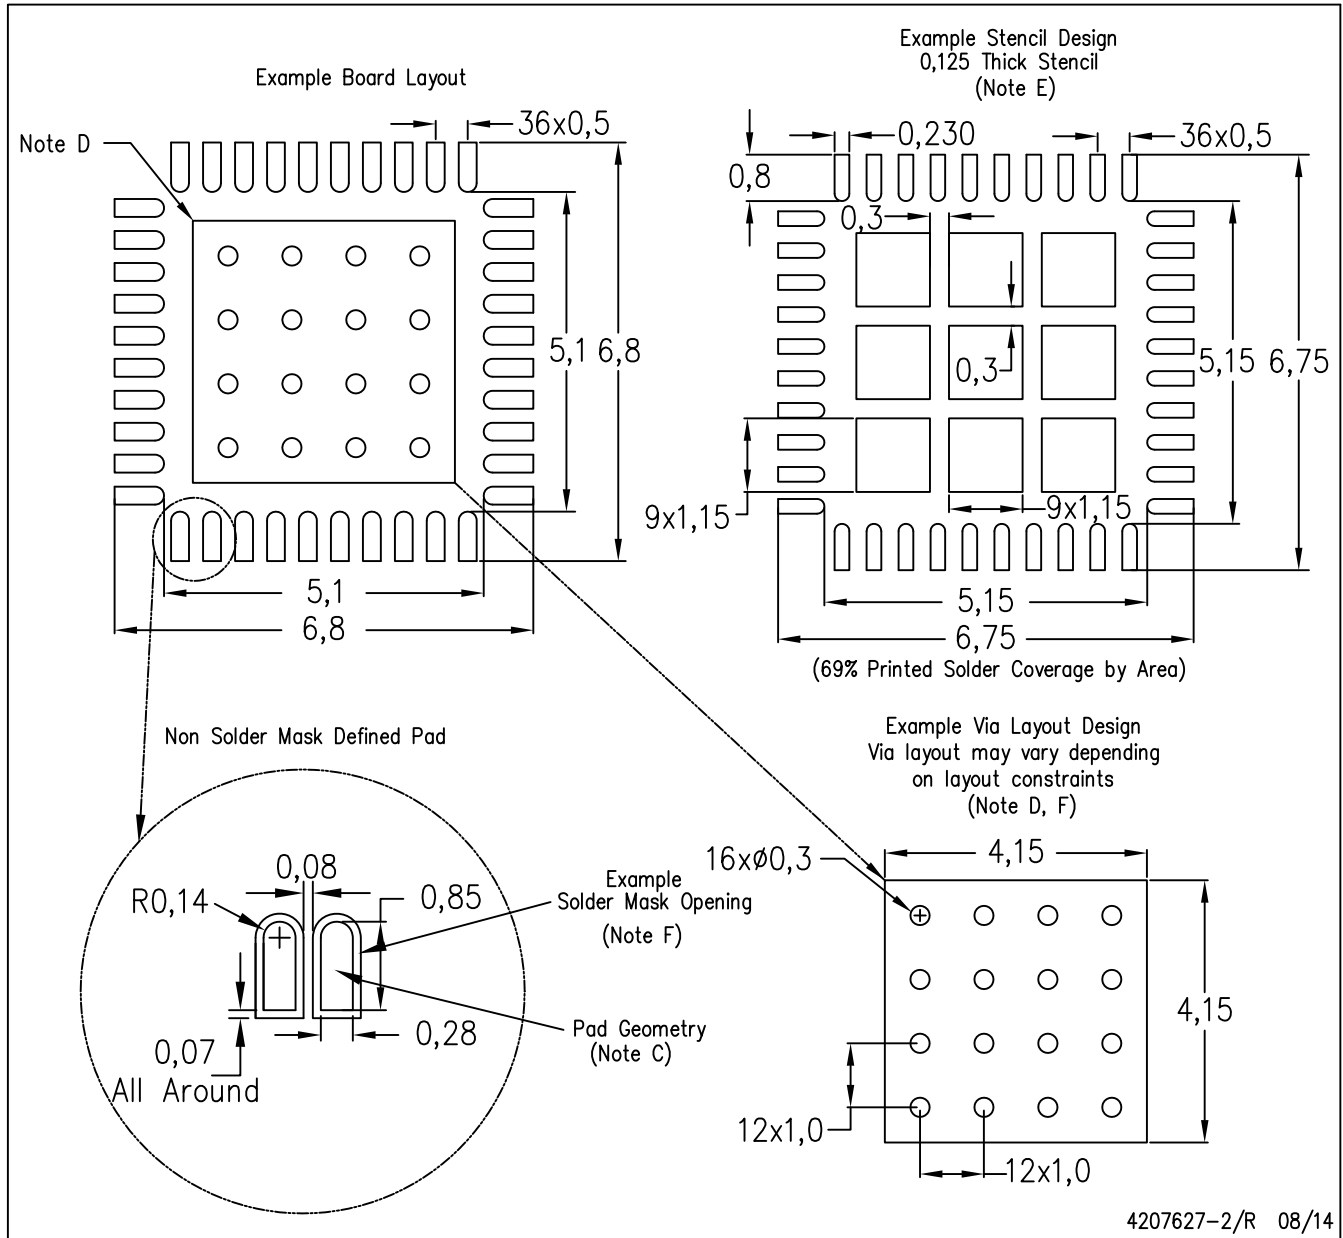 Example Board Layout
Note D
36x0,5
5,1
6,8
5,1
6,8
Example Stencil Design
0,125 Thick Stencil
(Note E)
0,230
36x0,5
0,8
0,3
0,3
5,15
6,75
9x1,15
9x1,15
5,15
6,75
(69% Printed Solder Coverage by Area)
Non Solder Mask Defined Pad
0,08
R0,14
0,85
Example
Solder Mask Opening
(Note F)
0,28
Pad Geometry
(Note C)
0,07
All Around
Example Via Layout Design
Via layout may vary depending
on layout constraints
(Note D, F)
16xø0,3
4,15
4,15
12x1,0
12x1,0
4207627-2/R 08/14